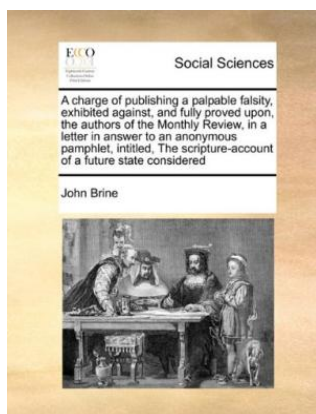 ECCO
Social Sciences
A charge of publishing a palpable falsity,
exhibited against, and fully proved upon,
the authors of the Monthly Review, in a
letter in answer to an anonymous
pamphlet, intitled, The scripture-account
of a future state considered
John Brine